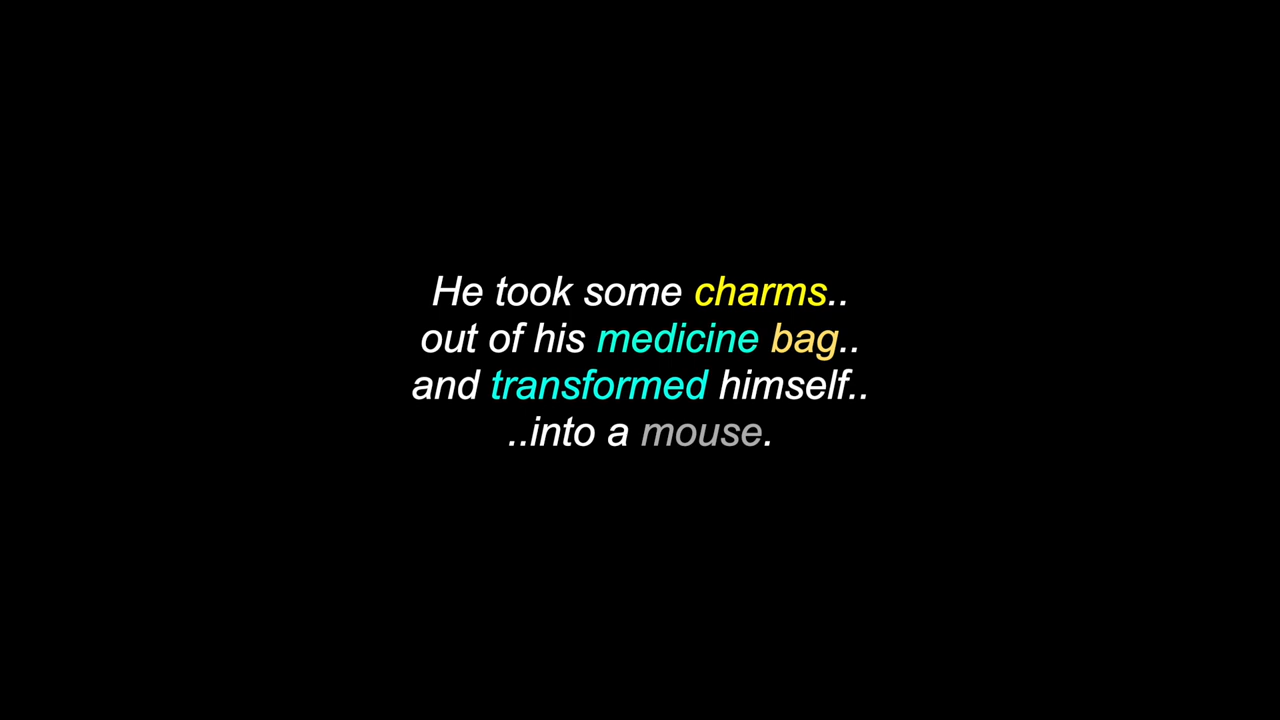 He took some charms..
out of his medicine bag..
and transformed himself..
..into a mouse.